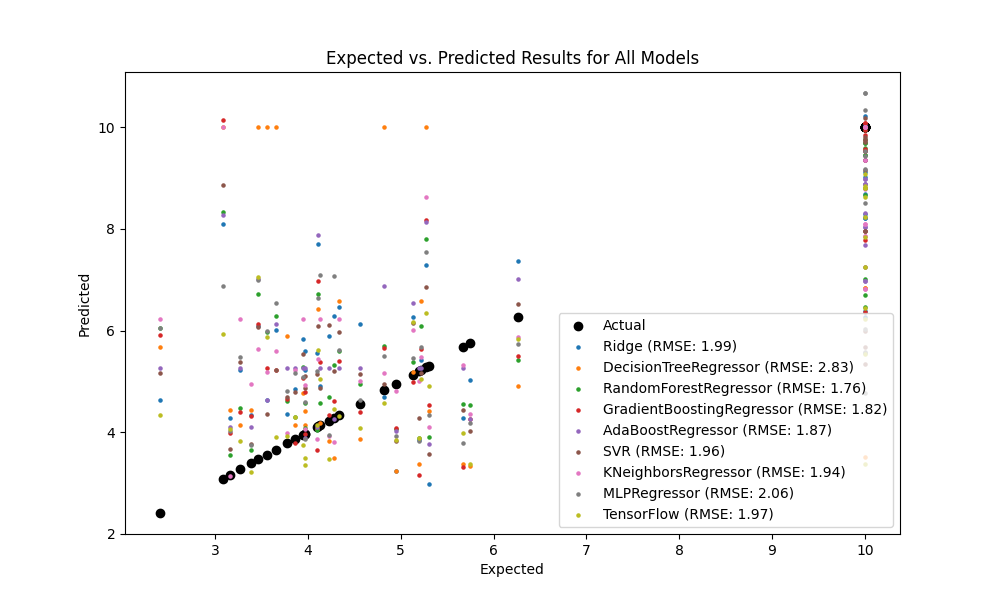 Expected vs. Predicted Results for All Models
10
8
6
4
2
Predicted
Actual
Ridge (RMSE: 1.99)
DecisionTreeRegressor (RMSE: 2.83)
RandomForestRegressor (RMSE: 1.76)
GradientBoostingRegressor (RMSE: 1.82)
AdaBoostRegressor (RMSE: 1.87)
SVR (RMSE: 1.96)
KNeighborsRegressor (RMSE: 1.94)
MLPRegressor (RMSE: 2.06)
TensorFlow (RMSE: 1.97)
3 4 5 6 7 8 9 10
Expected